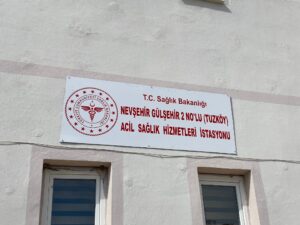 T.C. Sağlık Bakanlığı
NEVŞEHİR GÜLŞEHİR 2 NO'LU (TUZKÖY)
ACİL SAĞLIK HİZMETLERİ İSTASYONU